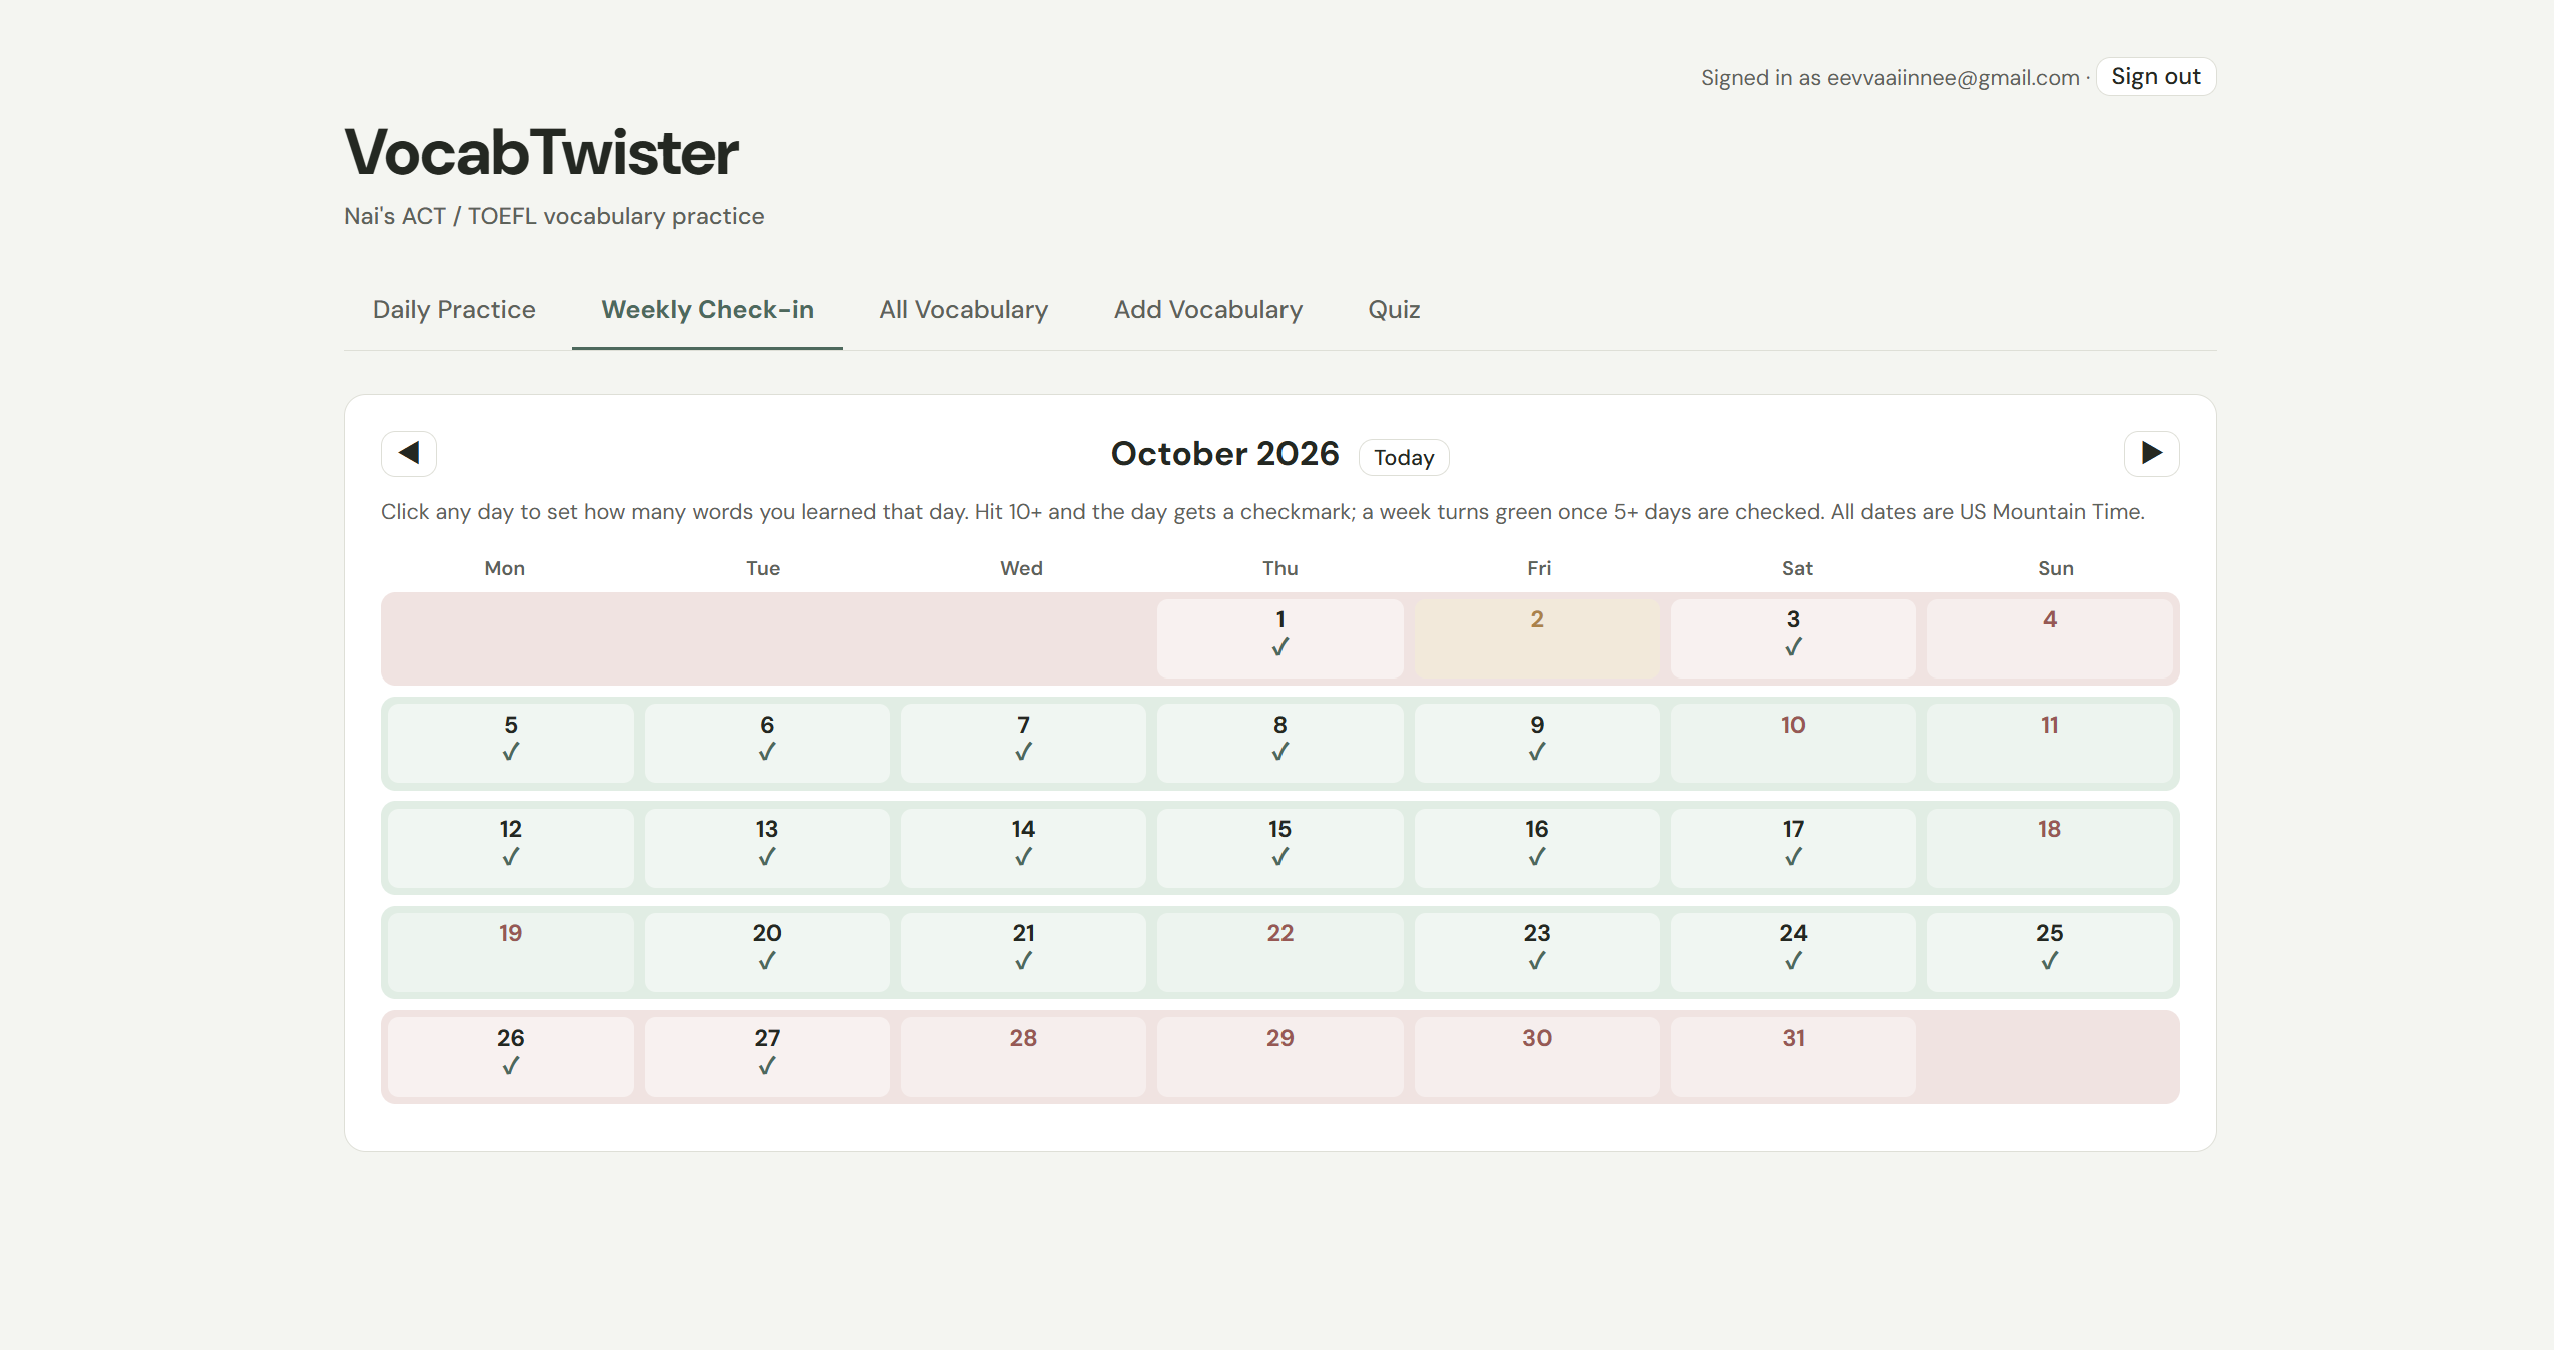 Signed in as eevvaaiinnee@gmail.com · Sign out
VocabTwister
Nai's ACT / TOEFL vocabulary practice
Daily Practice Weekly Check-in All Vocabulary Add Vocabulary Quiz
◀ October 2026 Today ▶
Click any day to set how many words you learned that day. Hit 10+ and the day gets a checkmark; a week turns green once 5+ days are checked. All dates are US Mountain Time.
Mon Tue Wed Thu Fri Sat Sun
1 2 3 4
✓ ✓
5 6 7 8 9 10 11
✓ ✓ ✓ ✓ ✓
12 13 14 15 16 17 18
✓ ✓ ✓ ✓ ✓ ✓
19 20 21 22 23 24 25
✓ ✓ ✓ ✓ ✓
26 27 28 29 30 31
✓ ✓